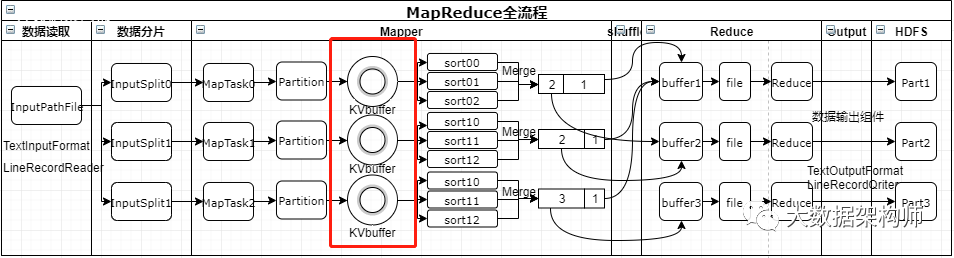 MapReduce全流程
数据读取
数据分片
Mapper
shuffle
Reduce
Output
HDFS
InputPathFile
TextInputFormat
LineRecordReader
InputSplit0
MapTask0
Partition
KVbuffer
sort00
sort01
sort02
Merge
2 1
buffer1
file
Reduce
Part1
InputSplit1
MapTask1
Partition
KVbuffer
sort10
sort11
sort12
Merge
2 1
buffer2
file
Reduce
数据输出组件
Part2
InputSplit1
MapTask2
Partition
KVbuffer
sort10
sort11
sort12
Merge
3 1
buffer3
file
Reduce
TextOutputFormat
LineRecordQriter
Part3
大数据架构师